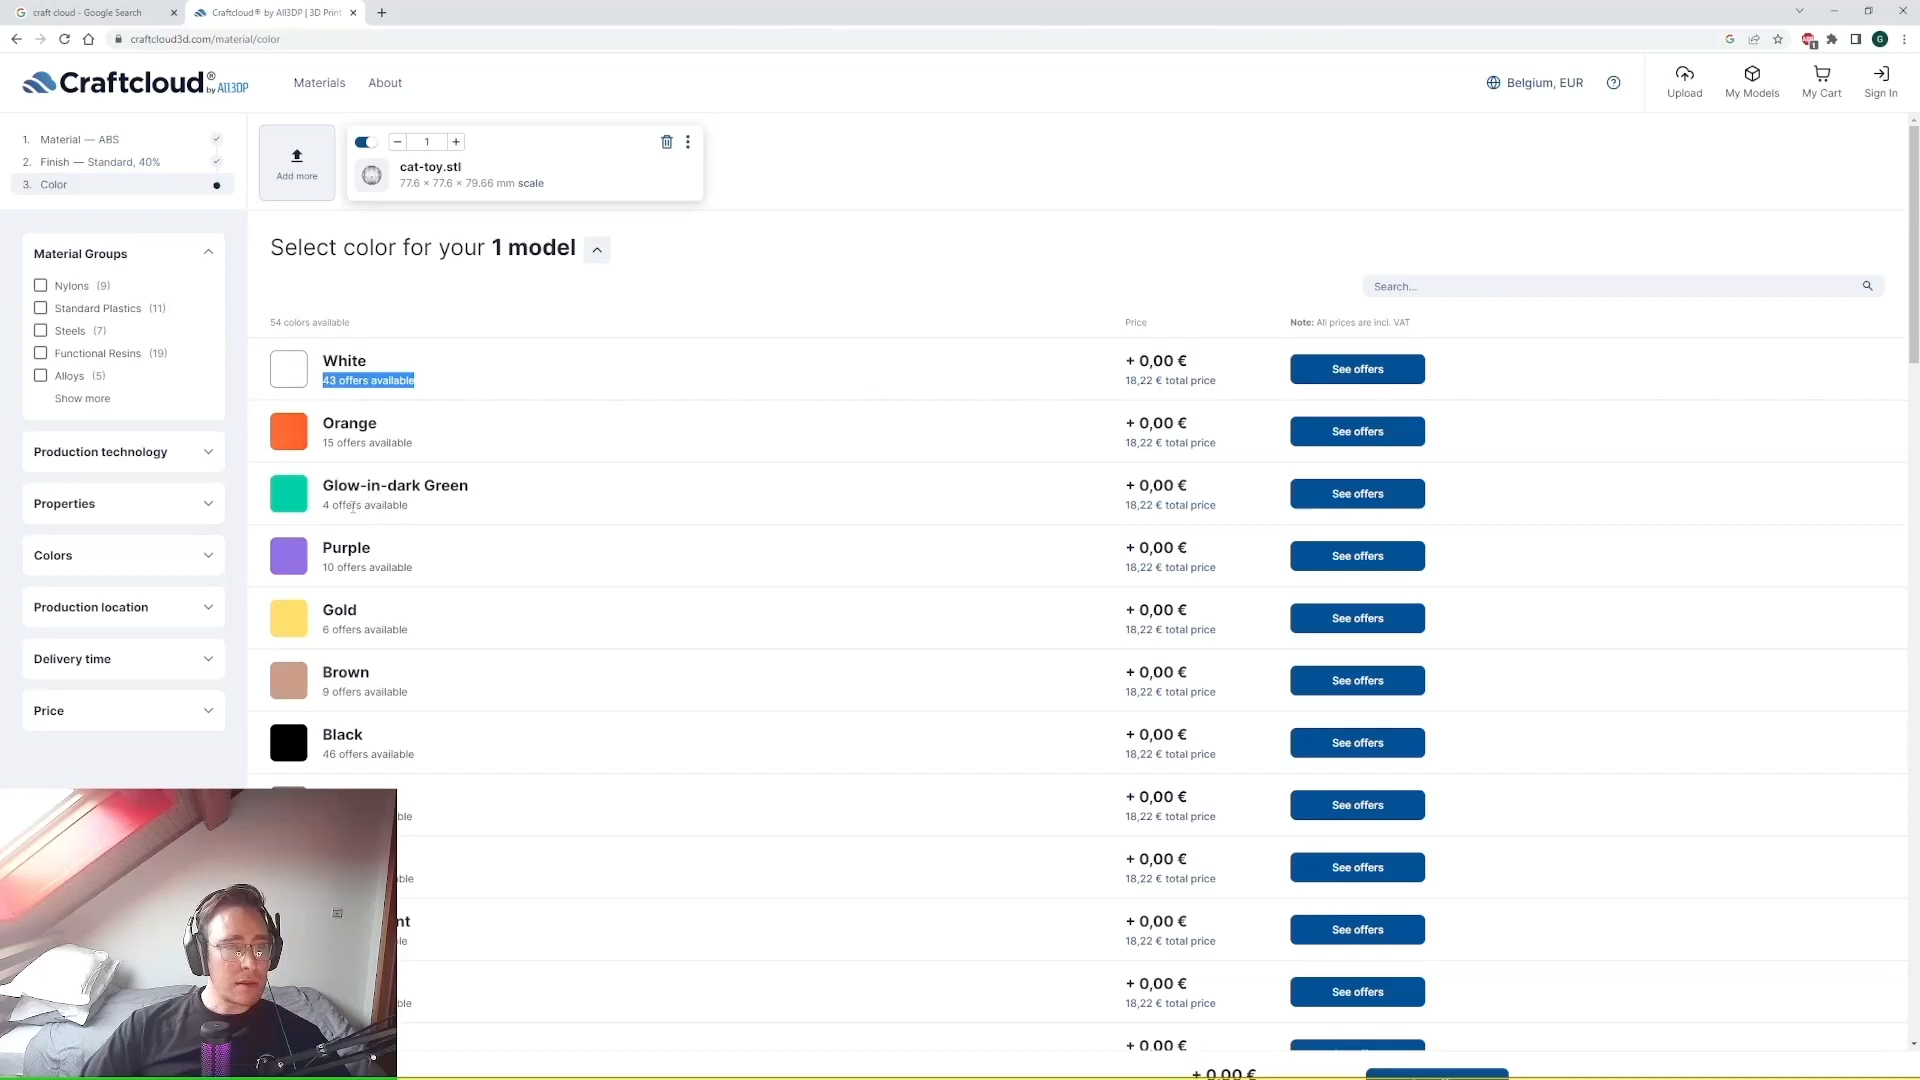 craft cloud - Google Search
Craftcloud® by All3DP | 3D Print
craftcloud3d.com/material/color
Craftcloud® by All3DP
Materials
About
Belgium, EUR
Upload
My Models
My Cart
Sign In
1. Material — ABS
2. Finish — Standard, 40%
3. Color
Add more
1
cat-toy.stl
77.6 × 77.6 × 79.66 mm scale
Material Groups
Nylons (9)
Standard Plastics (11)
Steels (7)
Functional Resins (19)
Alloys (5)
Show more
Production technology
Properties
Colors
Production location
Delivery time
Price
Select color for your 1 model
Search...
54 colors available
Price
Note: All prices are incl. VAT
White
43 offers available
+ 0,00 €
18,22 € total price
See offers
Orange
15 offers available
+ 0,00 €
18,22 € total price
See offers
Glow-in-dark Green
4 offers available
+ 0,00 €
18,22 € total price
See offers
Purple
10 offers available
+ 0,00 €
18,22 € total price
See offers
Gold
6 offers available
+ 0,00 €
18,22 € total price
See offers
Brown
9 offers available
+ 0,00 €
18,22 € total price
See offers
Black
46 offers available
+ 0,00 €
18,22 € total price
See offers
ble
+ 0,00 €
18,22 € total price
See offers
able
+ 0,00 €
18,22 € total price
See offers
nt
le
+ 0,00 €
18,22 € total price
See offers
ble
+ 0,00 €
18,22 € total price
See offers
+ 0,00 €
+ 0,00 €